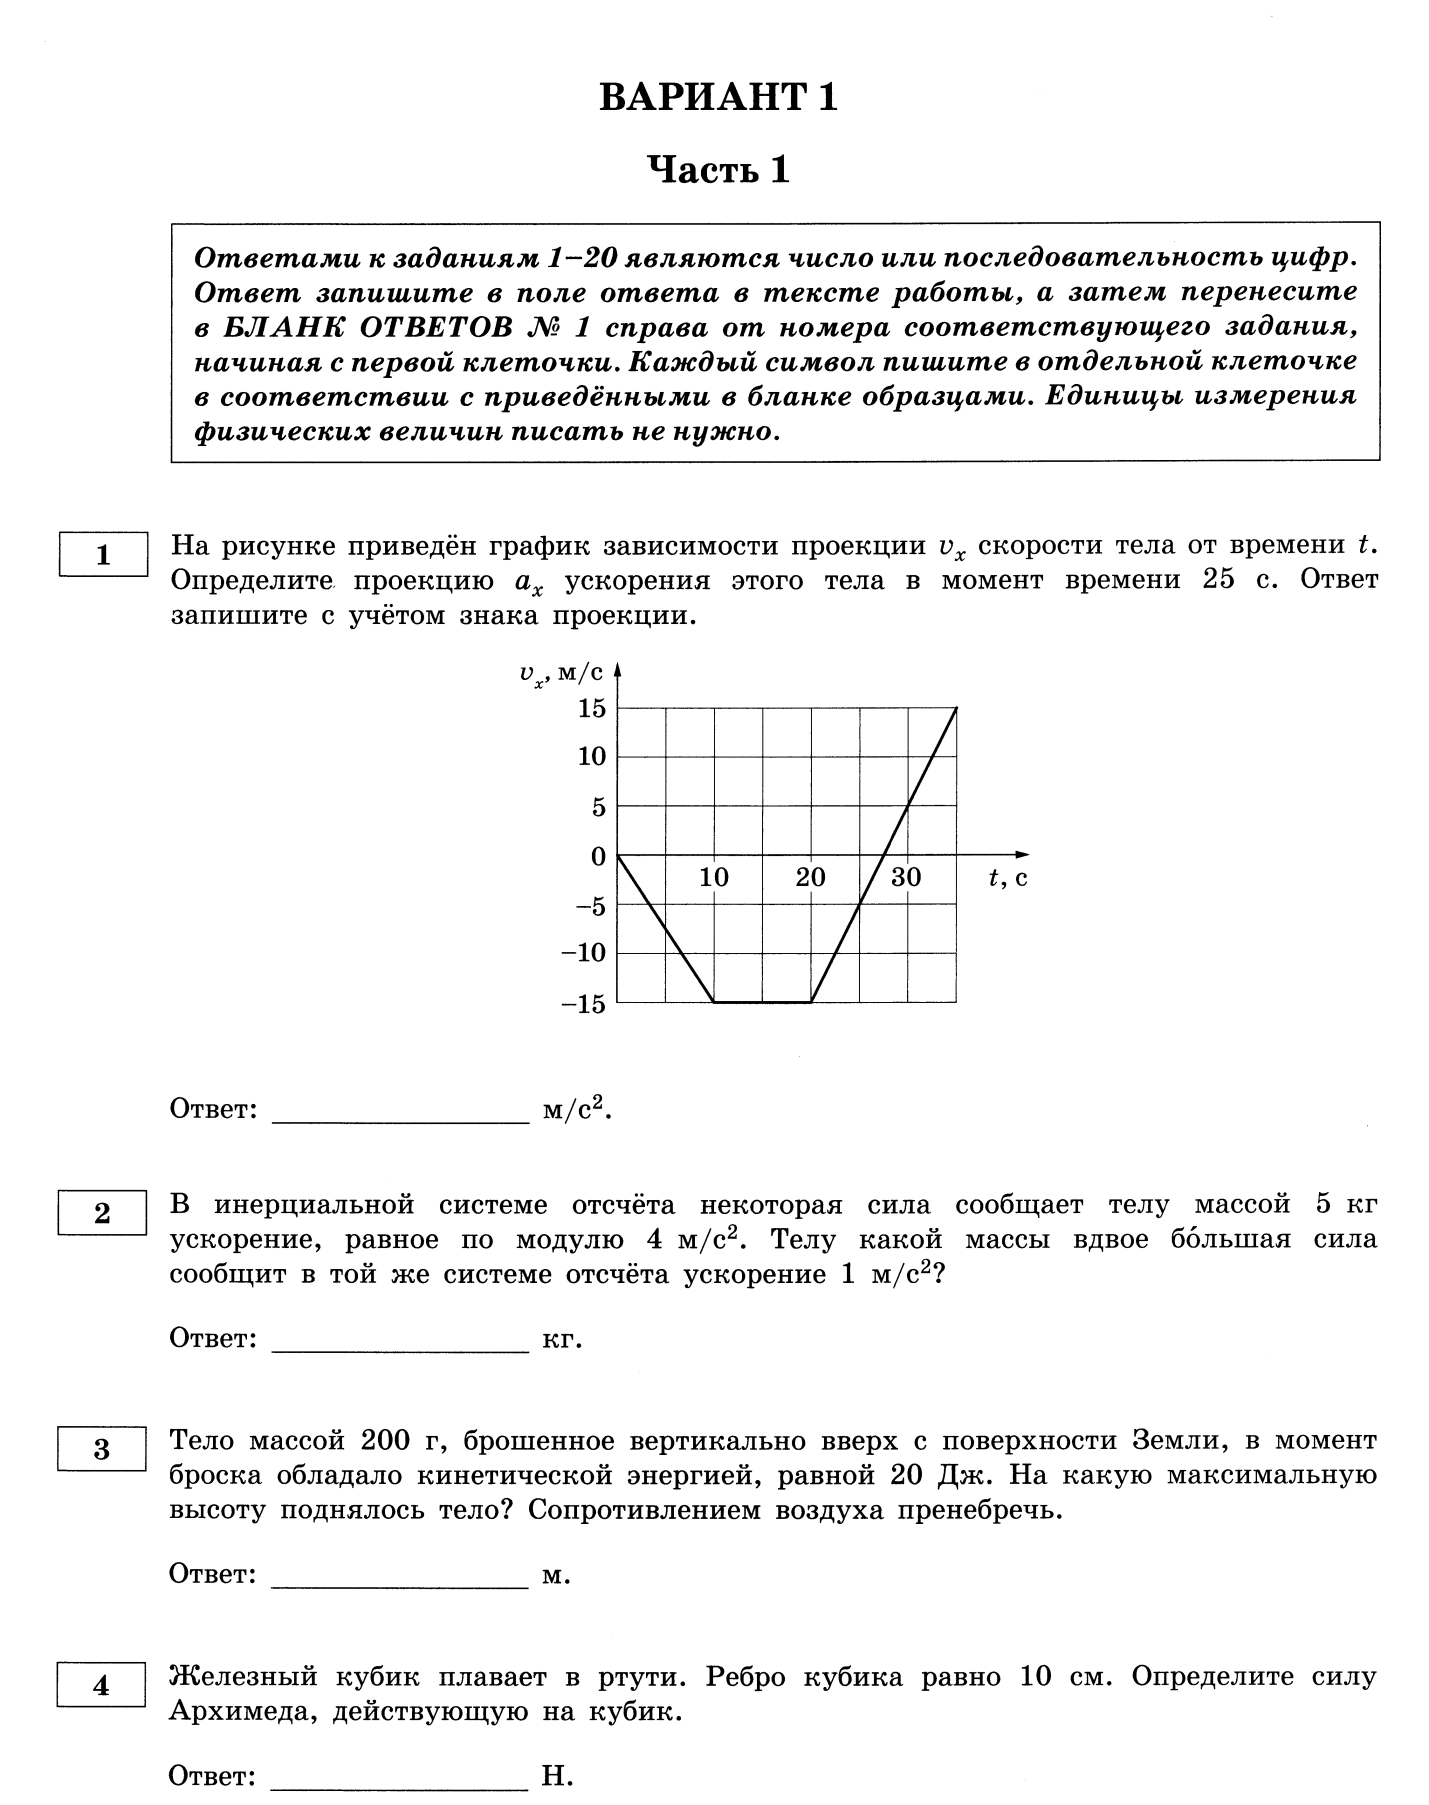 ВАРИАНТ 1
Часть 1
Ответами к заданиям 1–20 являются число или последовательность цифр.
Ответ запишите в поле ответа в тексте работы, а затем перенесите
в БЛАНК ОТВЕТОВ № 1 справа от номера соответствующего задания,
начиная с первой клеточки. Каждый символ пишите в отдельной клеточке
в соответствии с приведёнными в бланке образцами. Единицы измерения
физических величин писать не нужно.
1
На рисунке приведён график зависимости проекции vₓ скорости тела от времени t.
Определите проекцию aₓ ускорения этого тела в момент времени 25 с. Ответ
запишите с учётом знака проекции.
vₓ, м/с
15
10
5
0
10 20 30 t, с
–5
–10
–15
Ответ: ________________ м/с².
2
В инерциальной системе отсчёта некоторая сила сообщает телу массой 5 кг
ускорение, равное по модулю 4 м/с². Телу какой массы вдвое бо́льшая сила
сообщит в той же системе отсчёта ускорение 1 м/с²?
Ответ: ________________ кг.
3
Тело массой 200 г, брошенное вертикально вверх с поверхности Земли, в момент
броска обладало кинетической энергией, равной 20 Дж. На какую максимальную
высоту поднялось тело? Сопротивлением воздуха пренебречь.
Ответ: ________________ м.
4
Железный кубик плавает в ртути. Ребро кубика равно 10 см. Определите силу
Архимеда, действующую на кубик.
Ответ: ________________ Н.